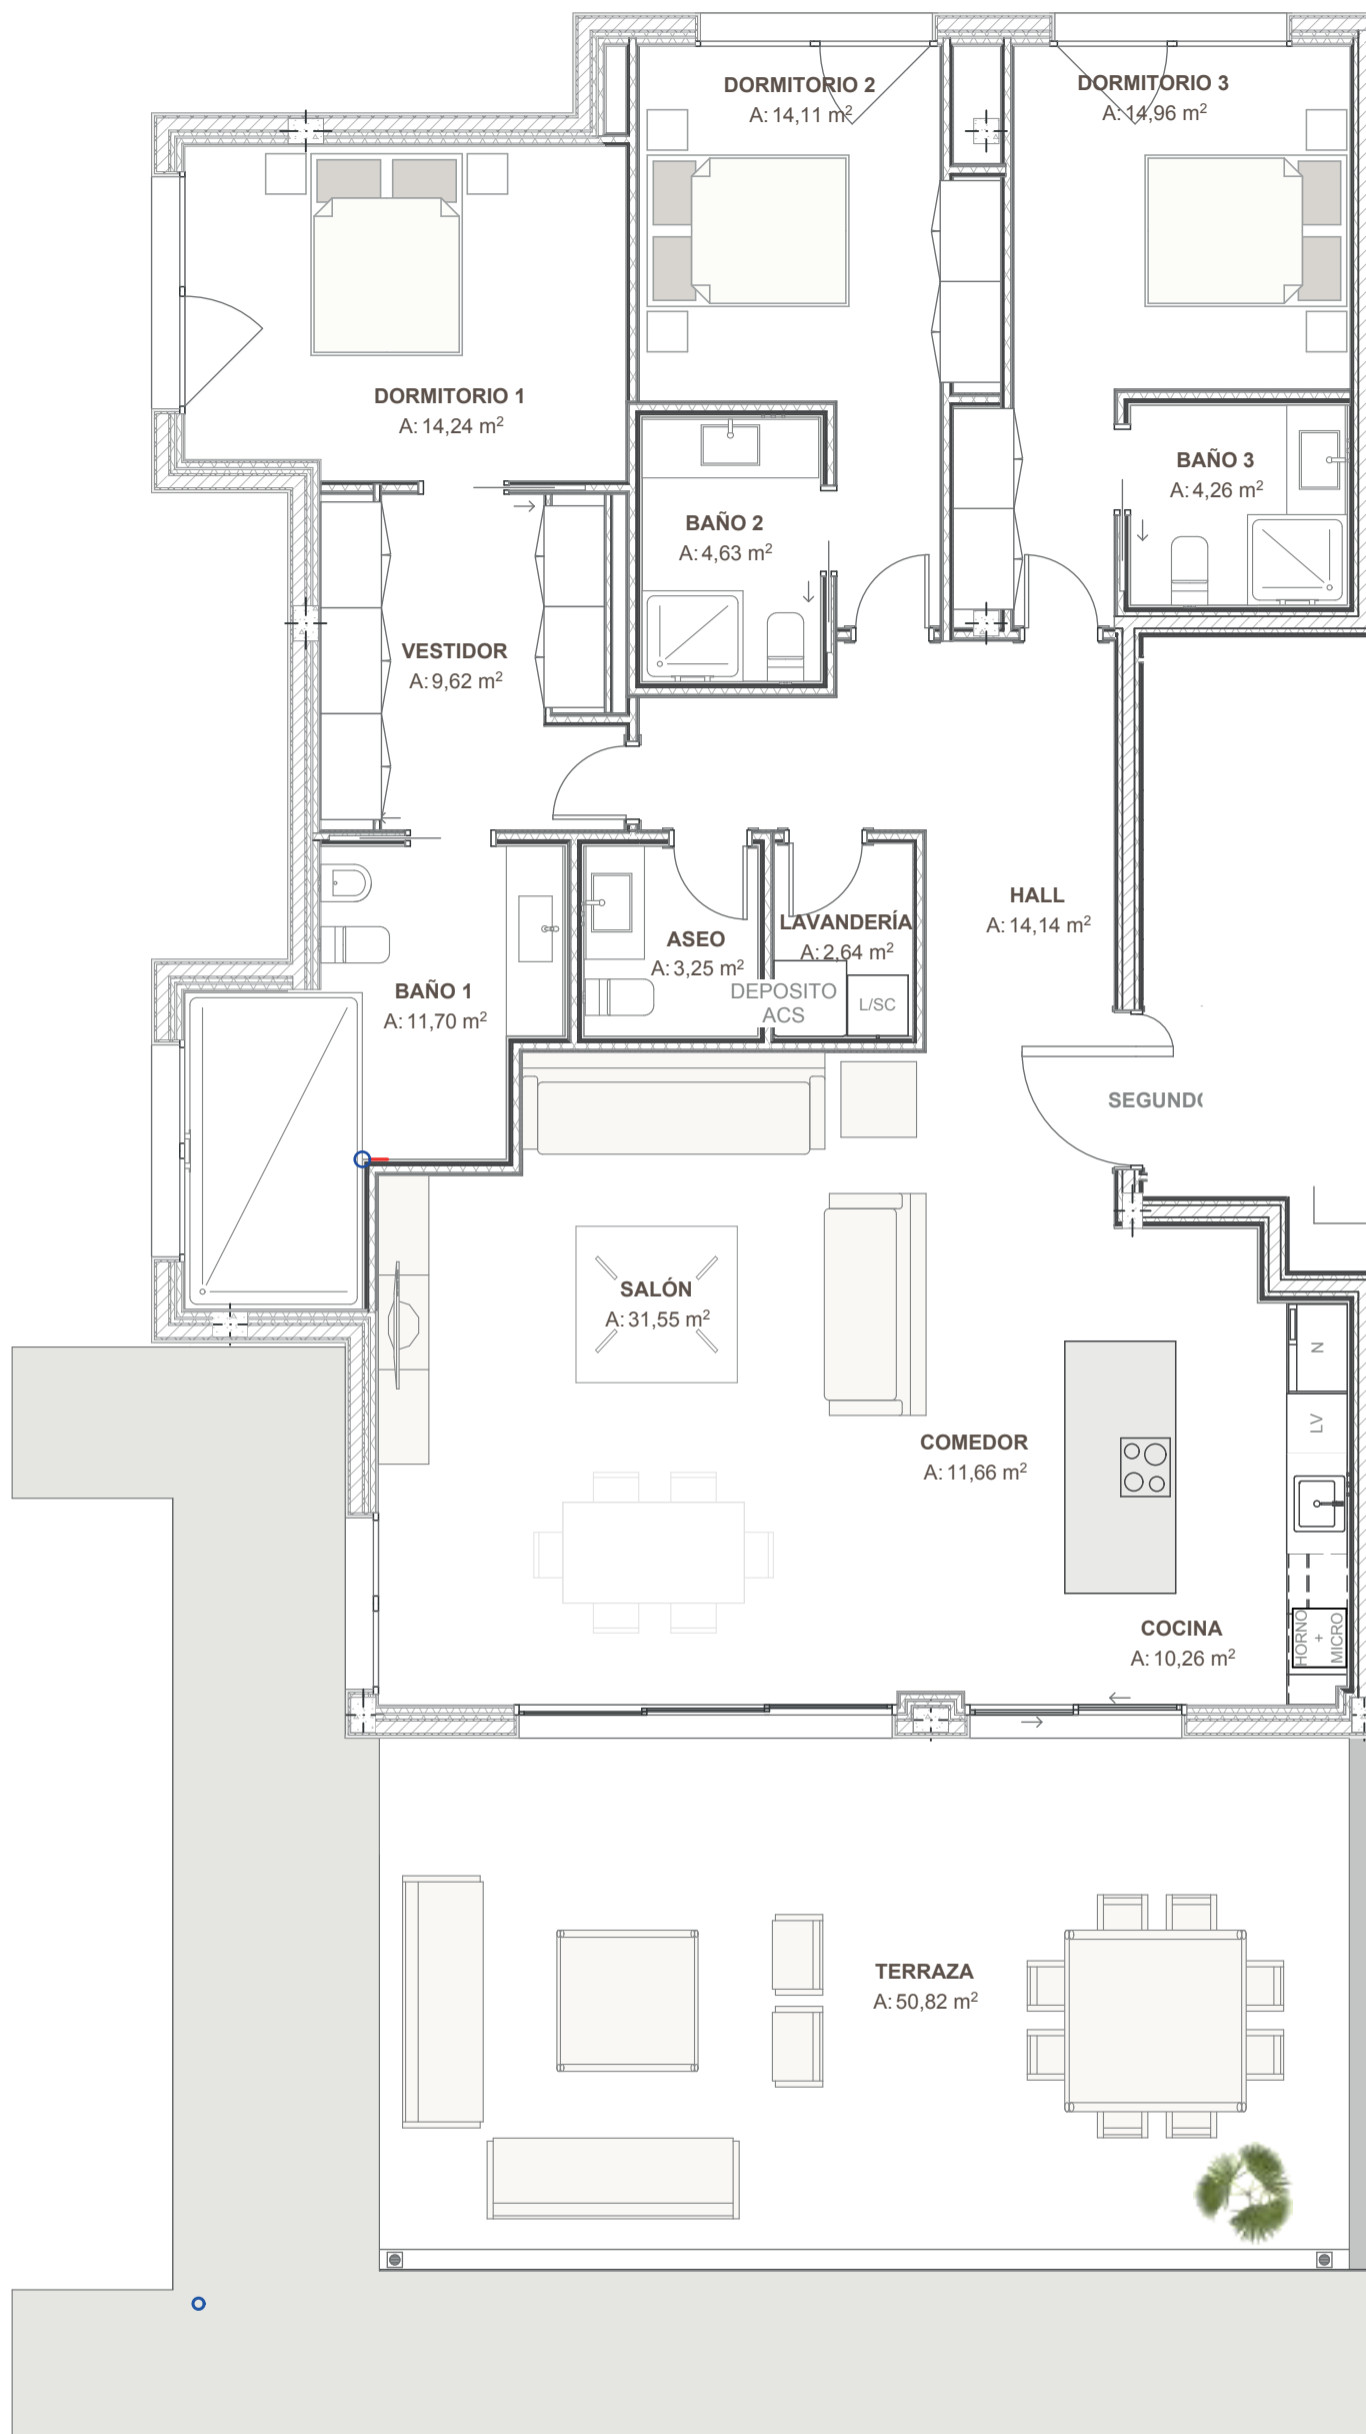 DORMITORIO 2
A: 14,11 m²
DORMITORIO 3
A: 14,96 m²
DORMITORIO 1
A: 14,24 m²
BAÑO 3
A: 4,26 m²
BAÑO 2
A: 4,63 m²
VESTIDOR
A: 9,62 m²
HALL
A: 14,14 m²
LAVANDERÍA
A: 2,64 m²
ASEO
A: 3,25 m²
DEPOSITO
ACS
L/SC
BAÑO 1
A: 11,70 m²
SEGUND
SALÓN
A: 31,55 m²
N
LV
COMEDOR
A: 11,66 m²
COCINA
A: 10,26 m²
HORNO
+
MICRO
TERRAZA
A: 50,82 m²